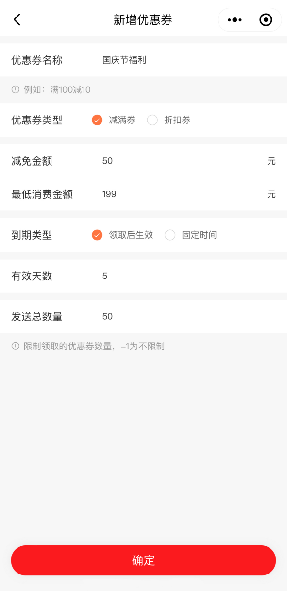 新增优惠券
优惠券名称 国庆节福利
例如：满100减10
优惠券类型 减满券 折扣券
减免金额 50 元
最低消费金额 199 元
到期类型 领取后生效 固定时间
有效天数 5
发送总数量 50
限制领取的优惠券数量，-1为不限制
确定